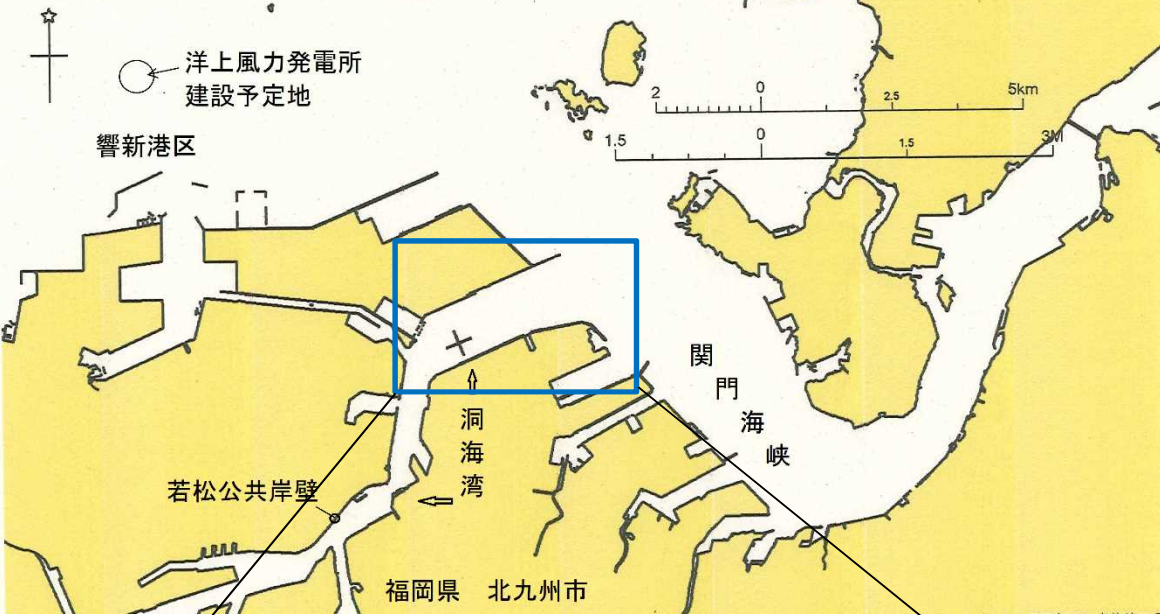 洋上風力発電所
建設予定地
響新港区
2 0 2.5 5km
1.5 0 1.5 3M
関門海峡
洞海湾
若松公共岸壁
福岡県 北九州市